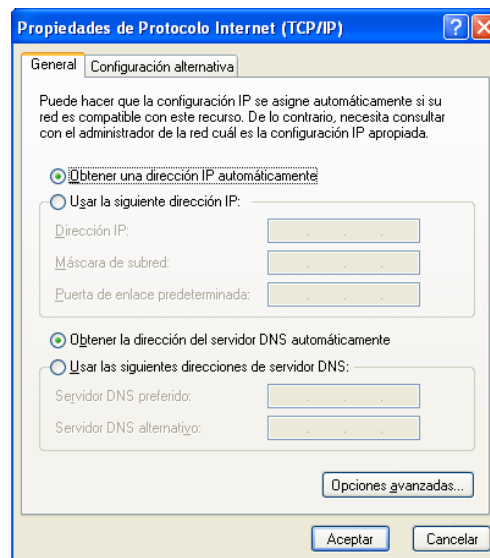 Propiedades de Protocolo Internet (TCP/IP)
General
Configuración alternativa
Puede hacer que la configuración IP se asigne automáticamente si su
red es compatible con este recurso. De lo contrario, necesita consultar
con el administrador de la red cuál es la configuración IP apropiada.
Obtener una dirección IP automáticamente
Usar la siguiente dirección IP:
Dirección IP:
Máscara de subred:
Puerta de enlace predeterminada:
Obtener la dirección del servidor DNS automáticamente
Usar las siguientes direcciones de servidor DNS:
Servidor DNS preferido:
Servidor DNS alternativo:
Opciones avanzadas...
Aceptar
Cancelar